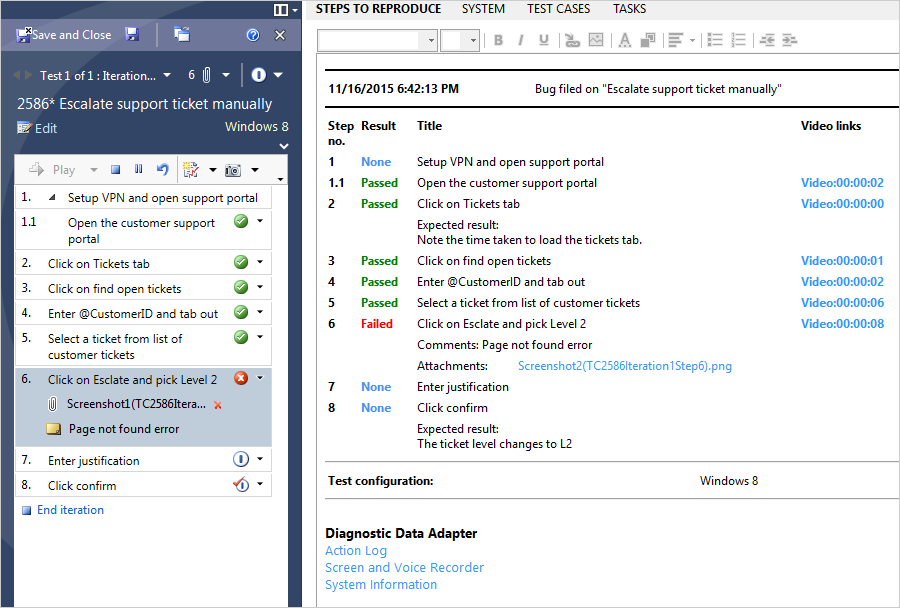 Save and Close
Test 1 of 1 : Iteration... 6
2586* Escalate support ticket manually
Edit Windows 8
Play
1. Setup VPN and open support portal
1.1 Open the customer support
portal
2. Click on Tickets tab
3. Click on find open tickets
4. Enter @CustomerID and tab out
5. Select a ticket from list of
customer tickets
6. Click on Esclate and pick Level 2
Screenshot1(TC2586Itera...
Page not found error
7. Enter justification
8. Click confirm
End iteration
STEPS TO REPRODUCE SYSTEM TEST CASES TASKS
B I U A
11/16/2015 6:42:13 PM Bug filed on "Escalate support ticket manually"
Step Result Title Video links
no.
1 None Setup VPN and open support portal
1.1 Passed Open the customer support portal Video:00:00:02
2 Passed Click on Tickets tab Video:00:00:00
Expected result:
Note the time taken to load the tickets tab.
3 Passed Click on find open tickets Video:00:00:01
4 Passed Enter @CustomerID and tab out Video:00:00:02
5 Passed Select a ticket from list of customer tickets Video:00:00:06
6 Failed Click on Esclate and pick Level 2 Video:00:00:08
Comments: Page not found error
Attachments: Screenshot2(TC2586Iteration1Step6).png
7 None Enter justification
8 None Click confirm
Expected result:
The ticket level changes to L2
Test configuration: Windows 8
Diagnostic Data Adapter
Action Log
Screen and Voice Recorder
System Information